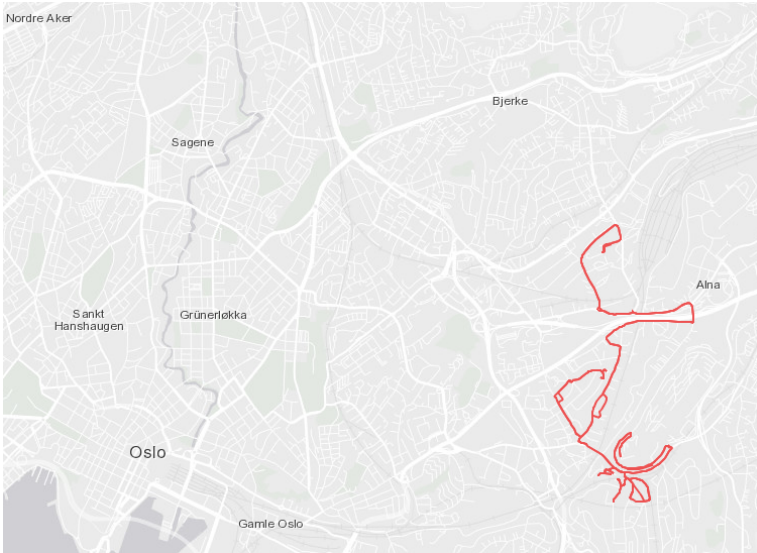 Nordre Aker
Bjerke
Sagene
Alna
Sankt
Hanshaugen
Grünerløkka
Oslo
Gamle Oslo